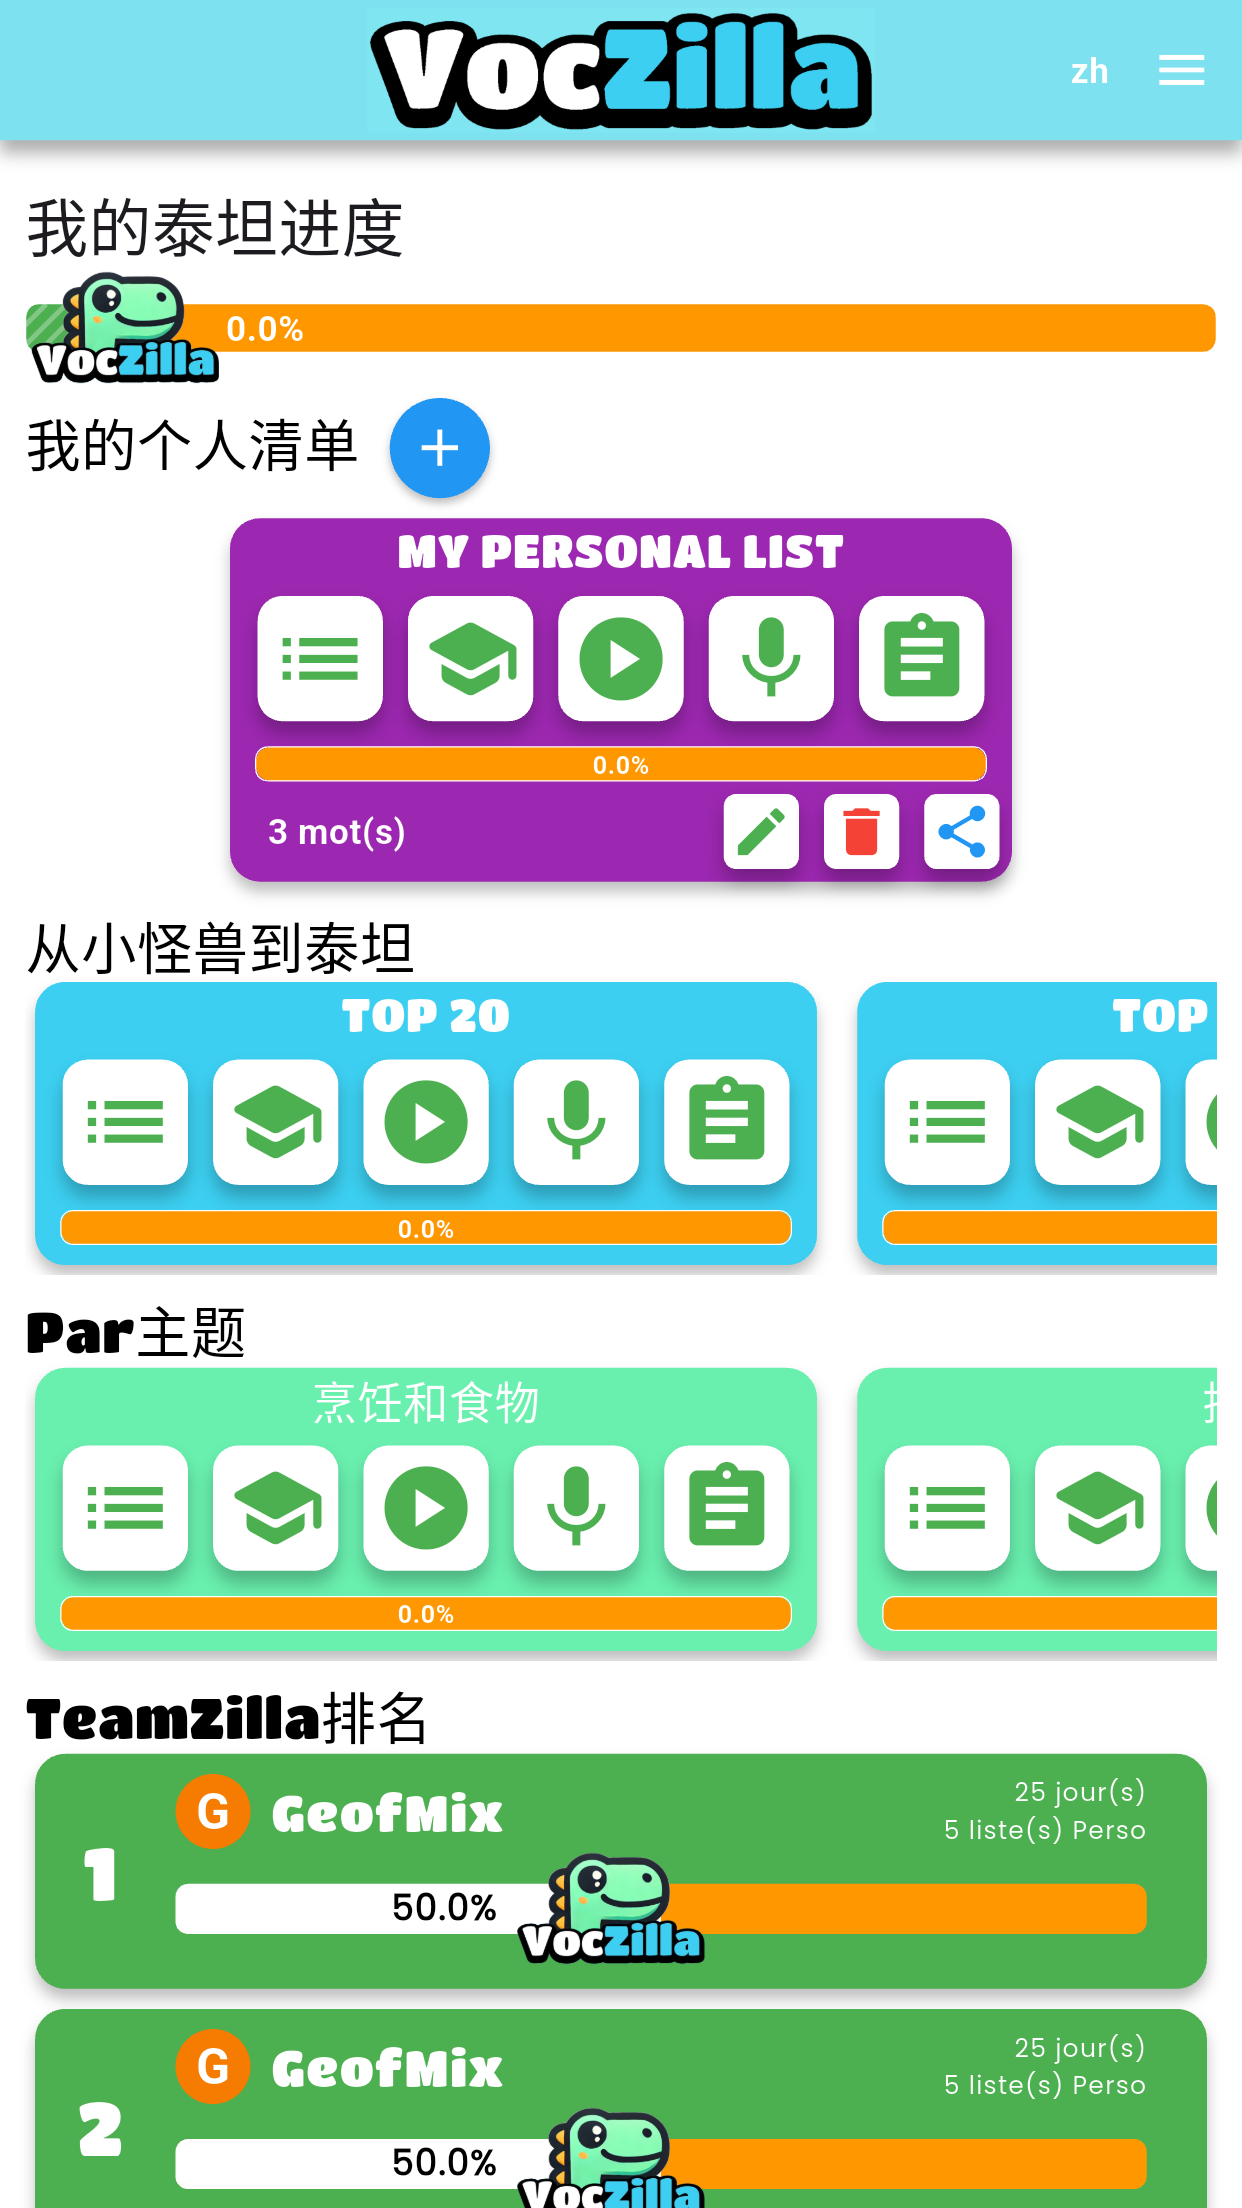 VocZilla
zh
我的泰坦进度
0.0%
VocZilla
我的个人清单
MY PERSONAL LIST
0.0%
3 mot(s)
从小怪兽到泰坦
TOP 20
TOP
0.0%
Par主题
烹饪和食物
0.0%
TeamZilla排名
1
G
GeofMix
25 jour(s)
5 liste(s) Perso
50.0%
VocZilla
2
G
GeofMix
25 jour(s)
5 liste(s) Perso
50.0%
VocZilla